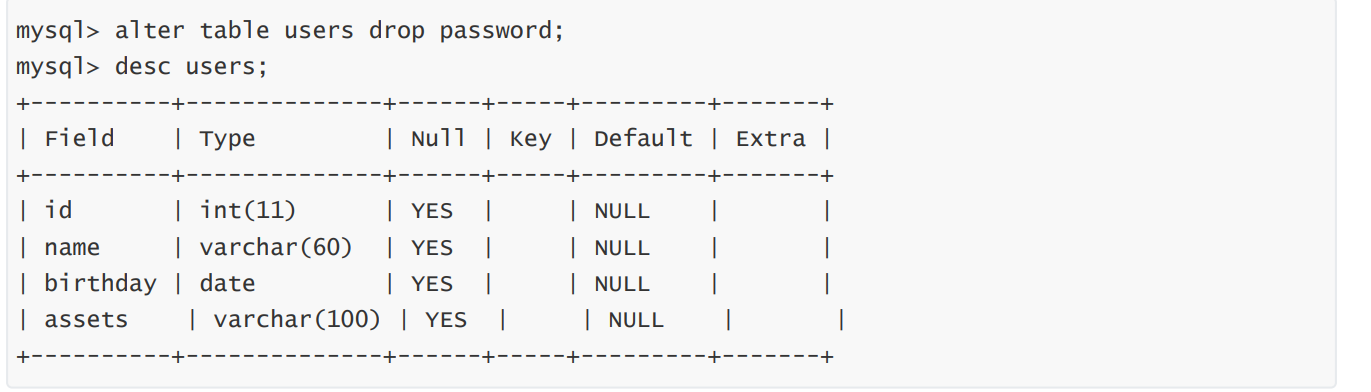 mysql> alter table users drop password;
mysql> desc users;
+----------+--------------+------+-----+---------+-------+
| Field    | Type         | Null | Key | Default | Extra |
+----------+--------------+------+-----+---------+-------+
| id       | int(11)      | YES  |     | NULL    |       |
| name     | varchar(60)  | YES  |     | NULL    |       |
| birthday | date         | YES  |     | NULL    |       |
| assets    | varchar(100) | YES  |     | NULL    |       |
+----------+--------------+------+-----+---------+-------+